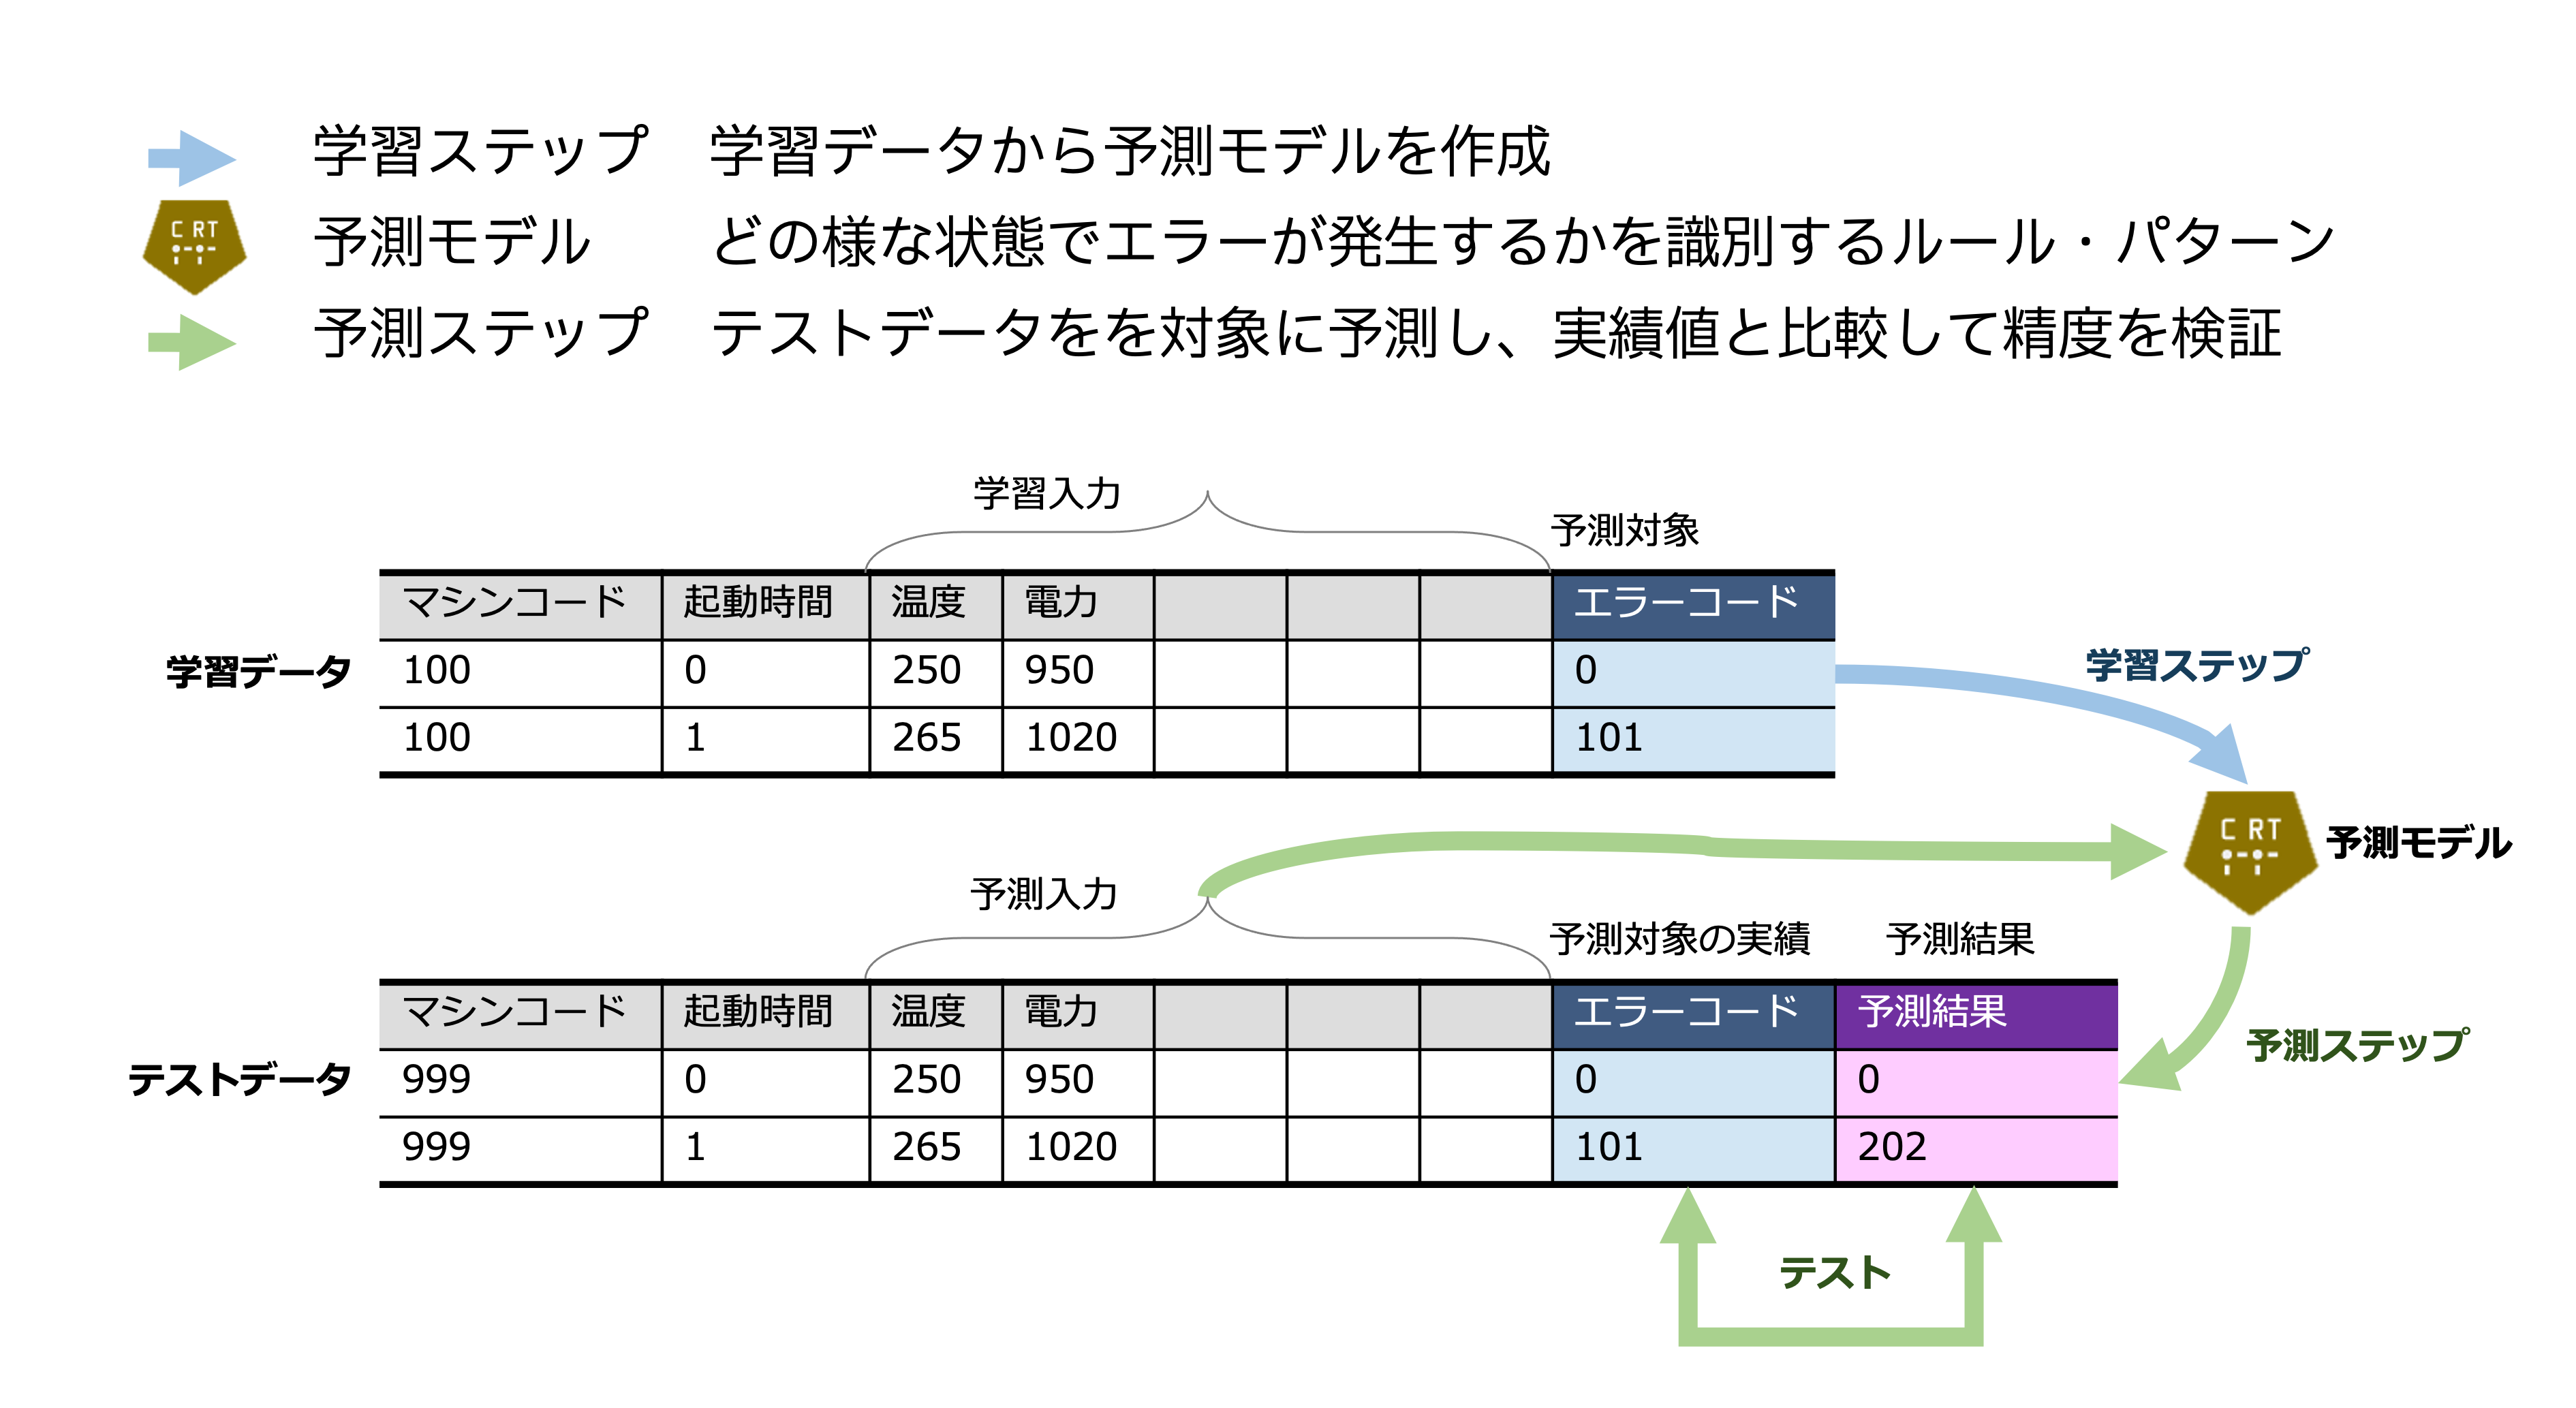 学習ステップ 学習データから予測モデルを作成
C RT
予測モデル どの様な状態でエラーが発生するかを識別するルール・パターン
予測ステップ テストデータをを対象に予測し、実績値と比較して精度を検証
学習入力
予測対象
マシンコード 起動時間 温度 電力 エラーコード
学習データ
100 0 250 950 0
学習ステップ
100 1 265 1020 101
C RT
予測モデル
予測入力
予測対象の実績 予測結果
マシンコード 起動時間 温度 電力 エラーコード 予測結果
予測ステップ
テストデータ
999 0 250 950 0 0
999 1 265 1020 101 202
テスト